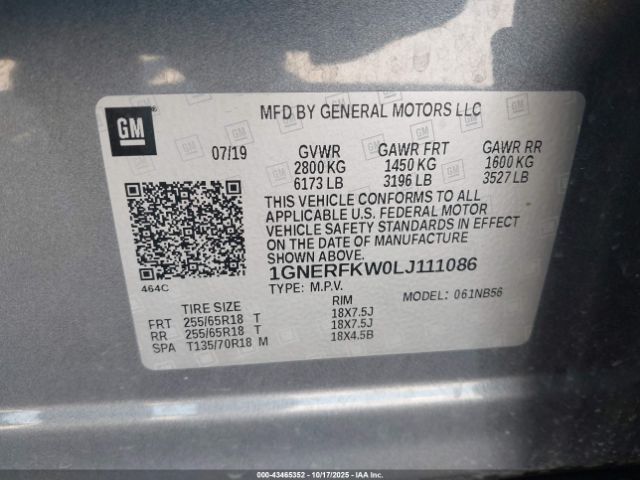 GM
MFD BY GENERAL MOTORS LLC
07/19 GVWR GAWR FRT GAWR RR
2800 KG 1450 KG 1600 KG
6173 LB 3196 LB 3527 LB
THIS VEHICLE CONFORMS TO ALL
APPLICABLE U.S. FEDERAL MOTOR
VEHICLE SAFETY STANDARDS IN EFFECT
ON THE DATE OF MANUFACTURE
SHOWN ABOVE.
464C 1GNERFKW0LJ111086
TYPE: M.P.V. MODEL: 061NB56
TIRE SIZE RIM
FRT 255/65R18 T 18X7.5J
RR 255/65R18 T 18X7.5J
SPA T135/70R18 M 18X4.5B
000-43465352 | 10/17/2025 | IAAI.COM